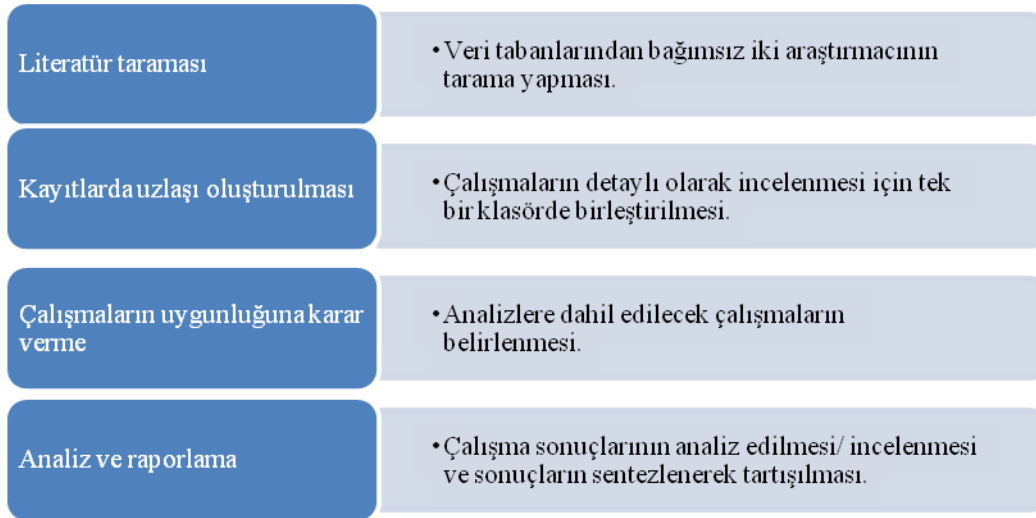 Literatür taraması
• Veri tabanlarından bağımsız iki araştırmacının
tarama yapması.
Kayıtlarda uzlaşı oluşturulması
• Çalışmaların detaylı olarak incelenmesi için tek
bir klasörde birleştirilmesi.
Çalışmaların uygunluğuna karar
verme
• Analizlere dahil edilecek çalışmaların
belirlenmesi.
Analiz ve raporlama
• Çalışma sonuçlarının analiz edilmesi/ incelenmesi
ve sonuçların sentezlenerek tartışılması.